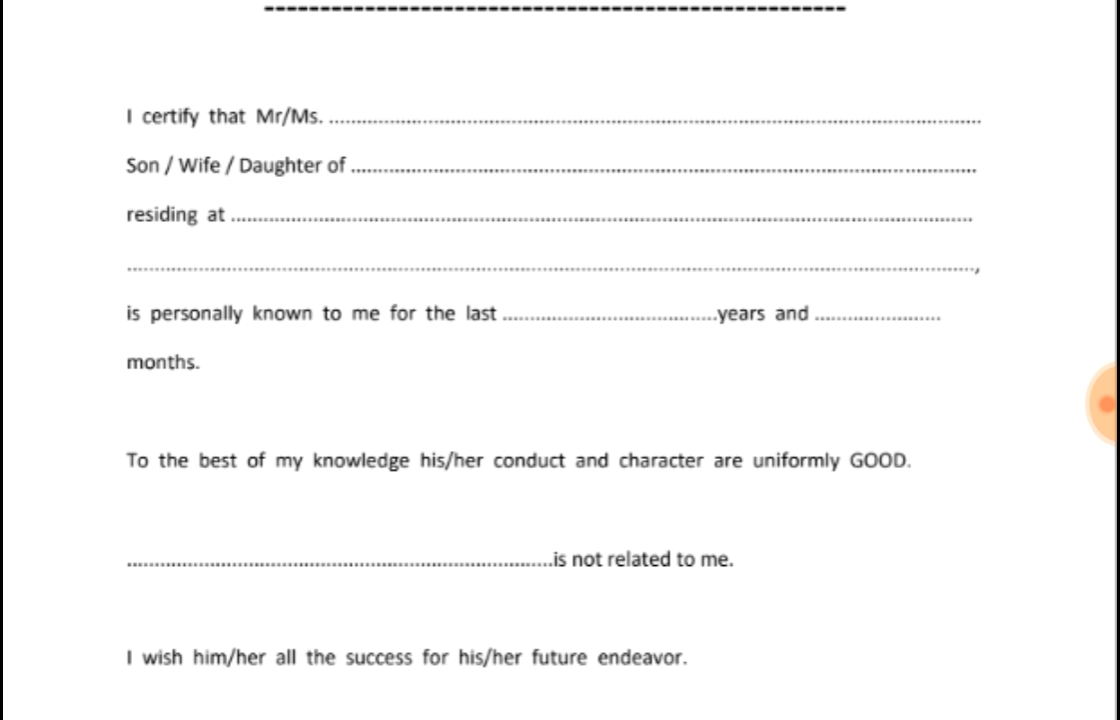 ----------------------------------------------------
I certify that Mr/Ms. ....................................................................................................................
Son / Wife / Daughter of ...............................................................................................................
residing at ....................................................................................................................................
.......................................................................................................................................................,
is personally known to me for the last .......................................years and .......................
months.
To the best of my knowledge his/her conduct and character are uniformly GOOD.
............................................................................is not related to me.
I wish him/her all the success for his/her future endeavor.